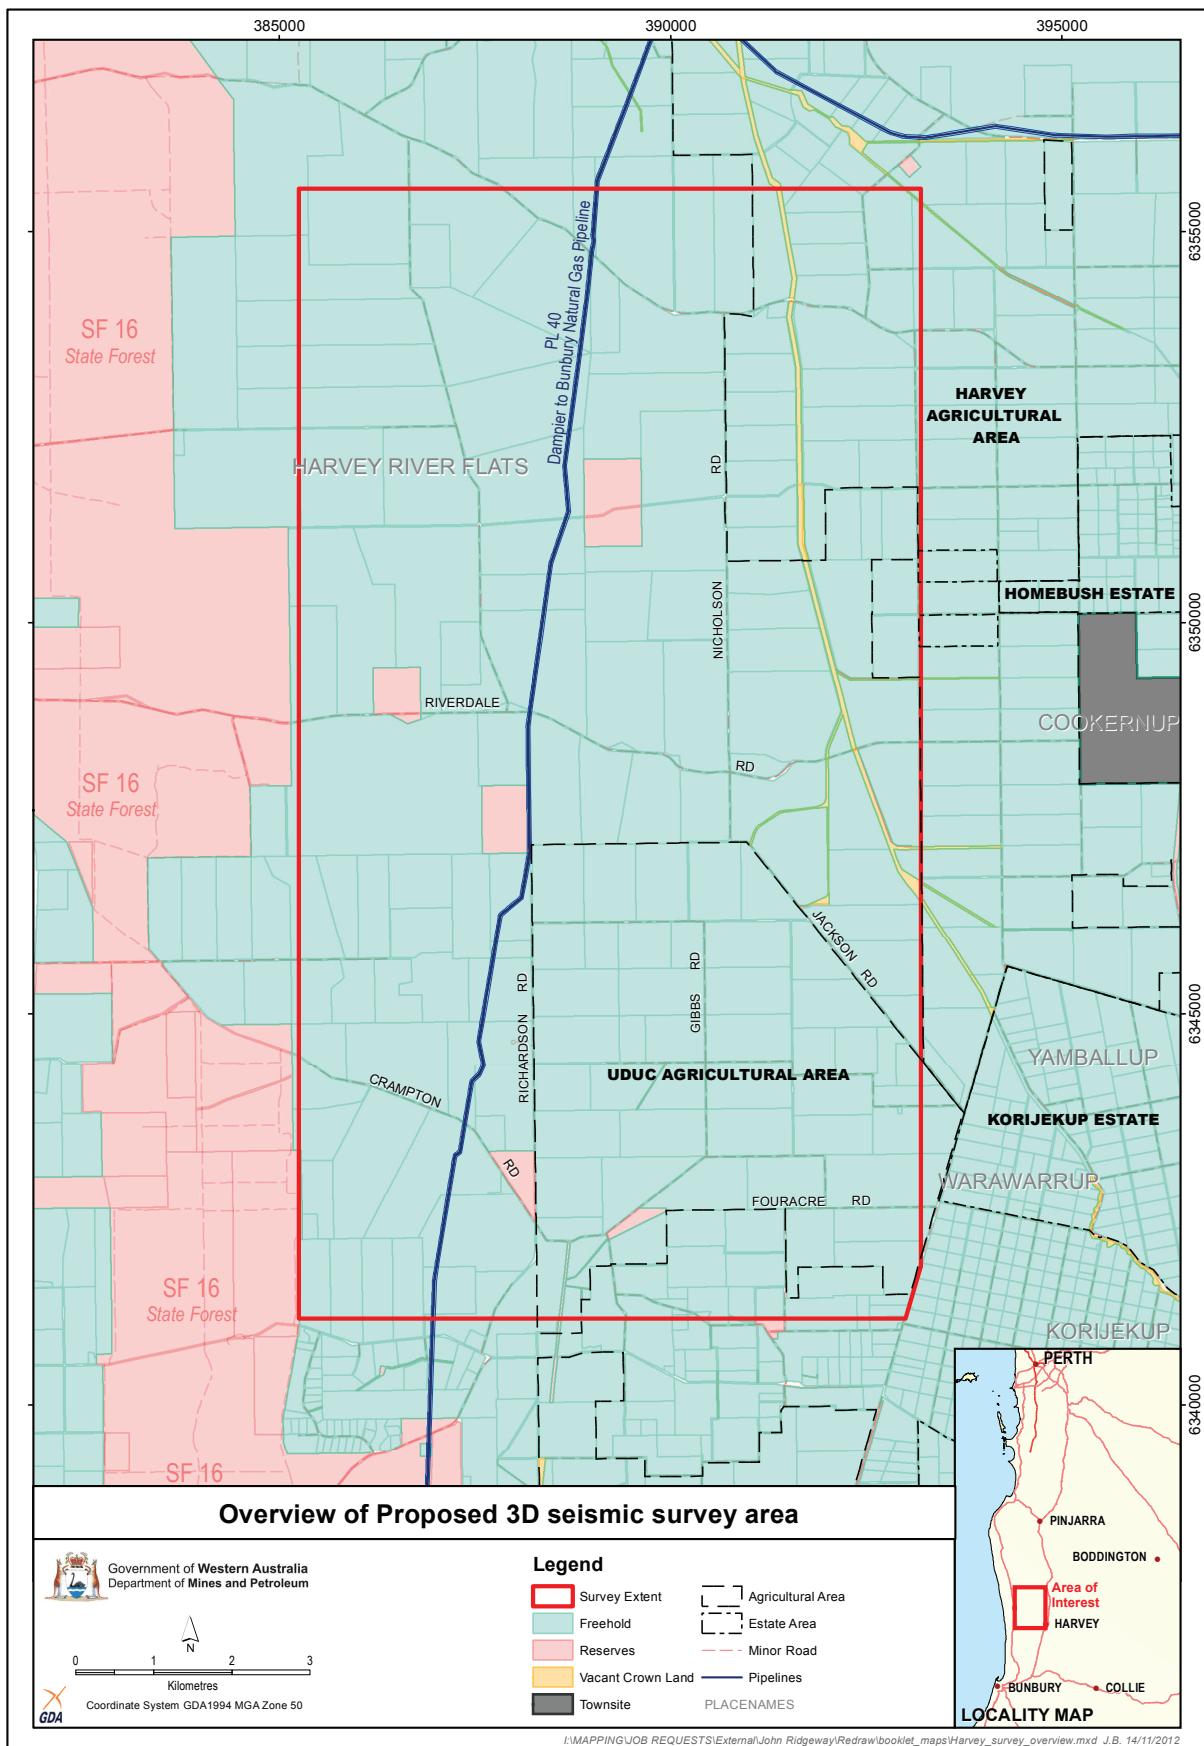 385000
390000
395000
6355000
6350000
6345000
6340000
PL 40
Dampier to Bunbury Natural Gas Pipeline
SF 16
State Forest
HARVEY
AGRICULTURAL
AREA
HARVEY RIVER FLATS
NICHOLSON
RD
HOMEBUSH ESTATE
COOKERNUP
RIVERDALE
RD
SF 16
State Forest
JACKSON
RD
RICHARDSON
RD
GIBBS
RD
CRAMPTON
RD
UDUC AGRICULTURAL AREA
YAMBALLUP
KORIJEKUP ESTATE
WARAWARRUP
FOURACRE
RD
SF 16
State Forest
KORIJEKUP
SF 16
PERTH
PINJARRA
BODDINGTON
Area of
Interest
HARVEY
BUNBURY
COLLIE
LOCALITY MAP
Overview of Proposed 3D seismic survey area
Government of Western Australia
Department of Mines and Petroleum
N
0 1 2 3
Kilometres
GDA
Coordinate System GDA1994 MGA Zone 50
Legend
Survey Extent
Freehold
Reserves
Vacant Crown Land
Townsite
Agricultural Area
Estate Area
Minor Road
Pipelines
PLACENAMES
I:\MAPPING\JOB REQUESTS\External\John Ridgeway\Redraw\booklet_maps\Harvey_survey_overview.mxd J.B. 14/11/2012